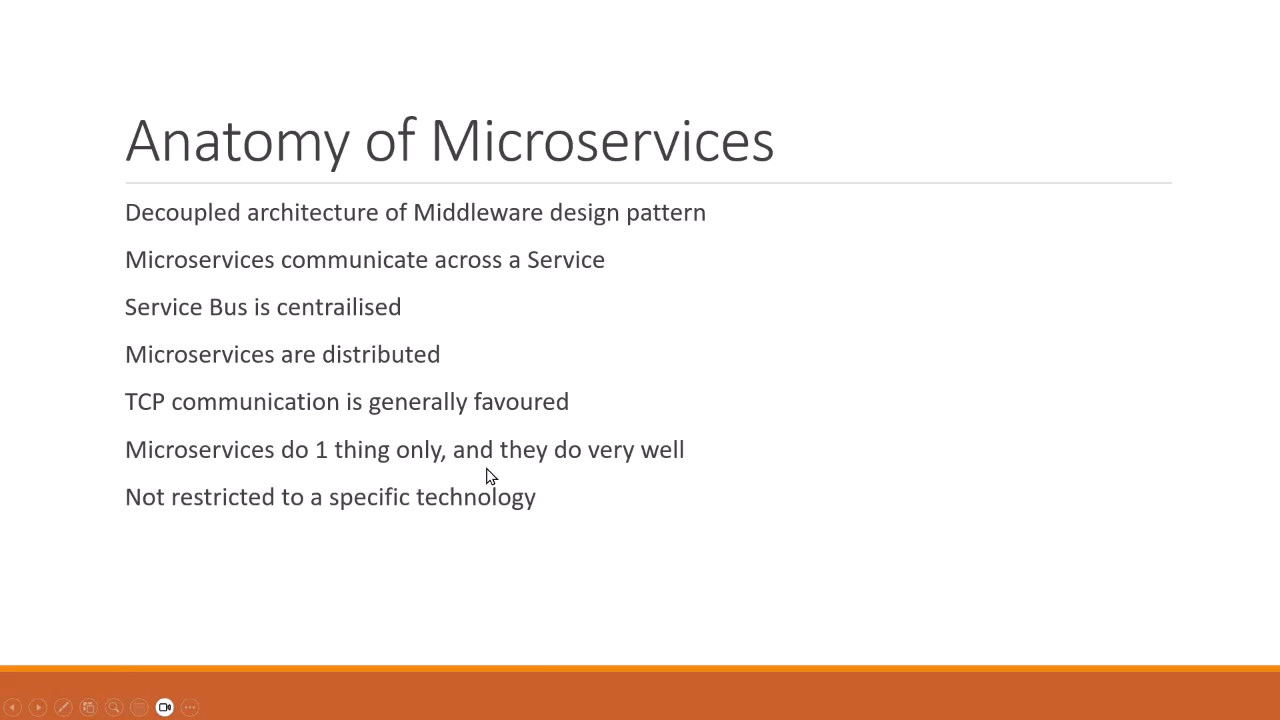 Anatomy of Microservices
Decoupled architecture of Middleware design pattern
Microservices communicate across a Service
Service Bus is centrailised
Microservices are distributed
TCP communication is generally favoured
Microservices do 1 thing only, and they do very well
Not restricted to a specific technology